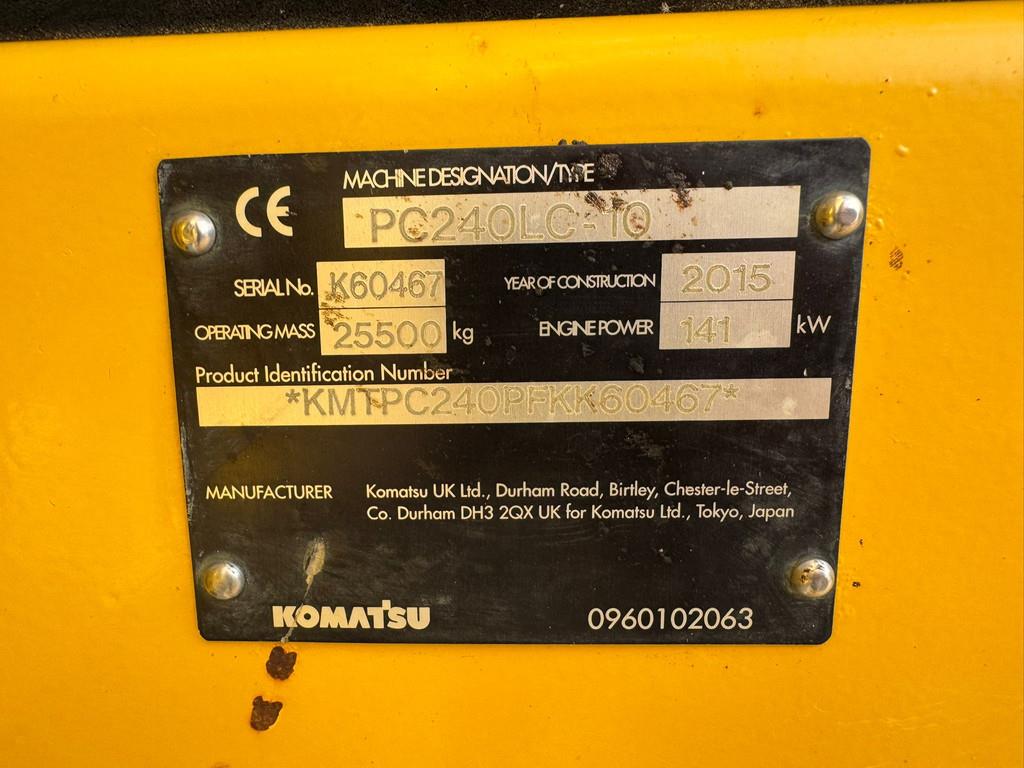 CE
MACHINE DESIGNATION/TYPE
PC240LC-10
SERIAL No. K60467 YEAR OF CONSTRUCTION 2015
OPERATING MASS 25500 kg ENGINE POWER 141 kW
Product Identification Number
*KMTPC240PFKK60467*
MANUFACTURER Komatsu UK Ltd., Durham Road, Birtley, Chester-le-Street,
Co. Durham DH3 2QX UK for Komatsu Ltd., Tokyo, Japan
KOMATSU 0960102063